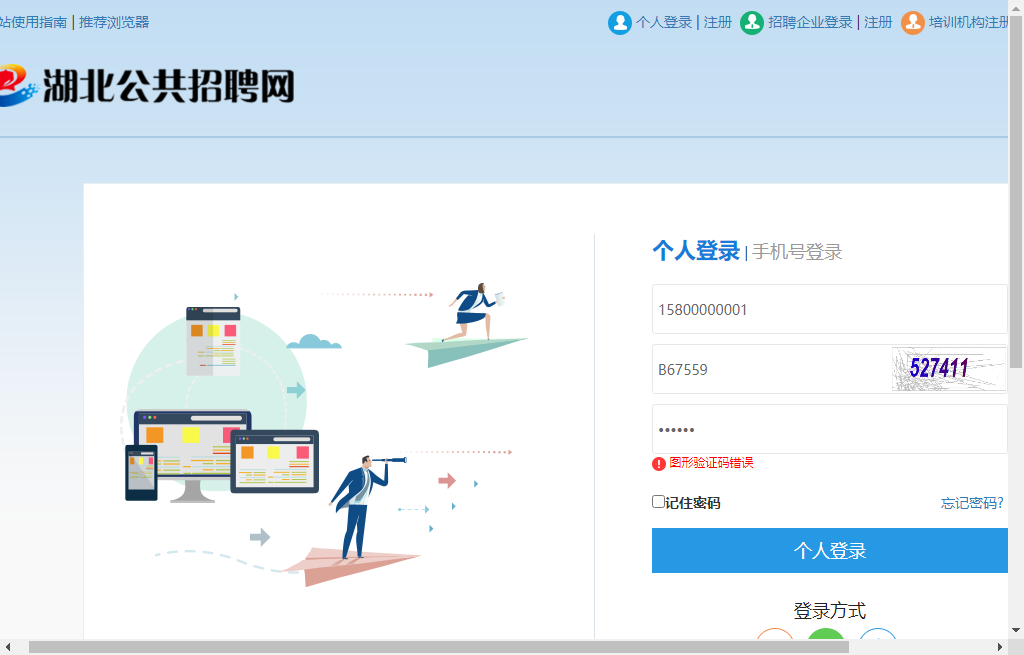 站使用指南 | 推荐浏览器
个人登录 | 注册 招聘企业登录 | 注册 培训机构注册
湖北公共招聘网
个人登录 | 手机号登录
15800000001
B67559
527411
••••••
图形验证码错误
记住密码
忘记密码?
个人登录
登录方式